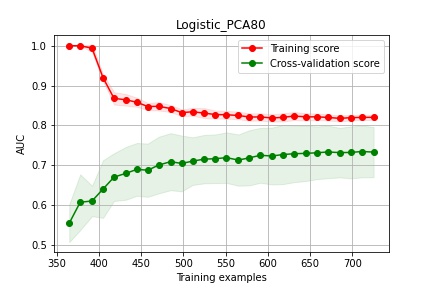 Logistic_PCA80
Training score
Cross-validation score
AUC
1.0
0.9
0.8
0.7
0.6
0.5
350 400 450 500 550 600 650 700
Training examples